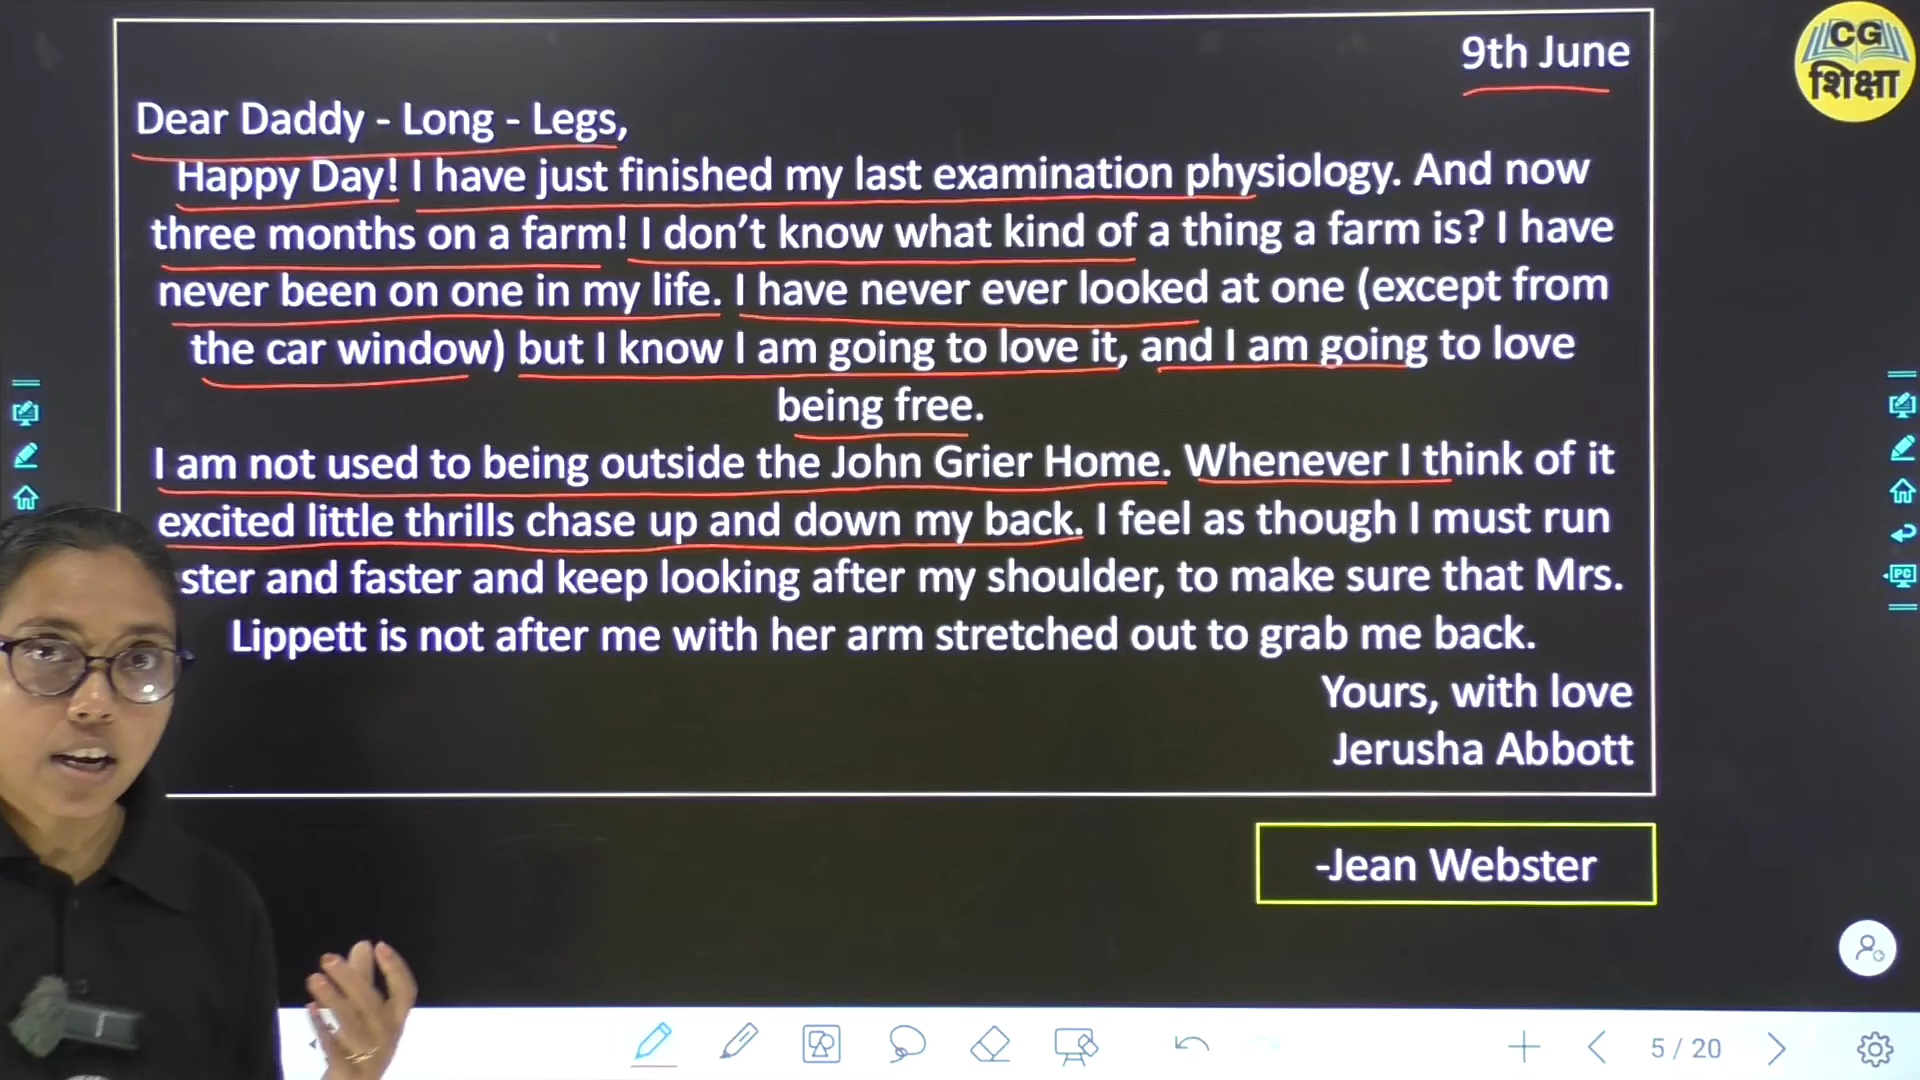 CG
शिक्षा
9th June
Dear Daddy - Long - Legs,
Happy Day! I have just finished my last examination physiology. And now
three months on a farm! I don’t know what kind of a thing a farm is? I have
never been on one in my life. I have never ever looked at one (except from
the car window) but I know I am going to love it, and I am going to love
being free.
I am not used to being outside the John Grier Home. Whenever I think of it
excited little thrills chase up and down my back. I feel as though I must run
ster and faster and keep looking after my shoulder, to make sure that Mrs.
Lippett is not after me with her arm stretched out to grab me back.
Yours, with love
Jerusha Abbott
-Jean Webster
PC
5 / 20